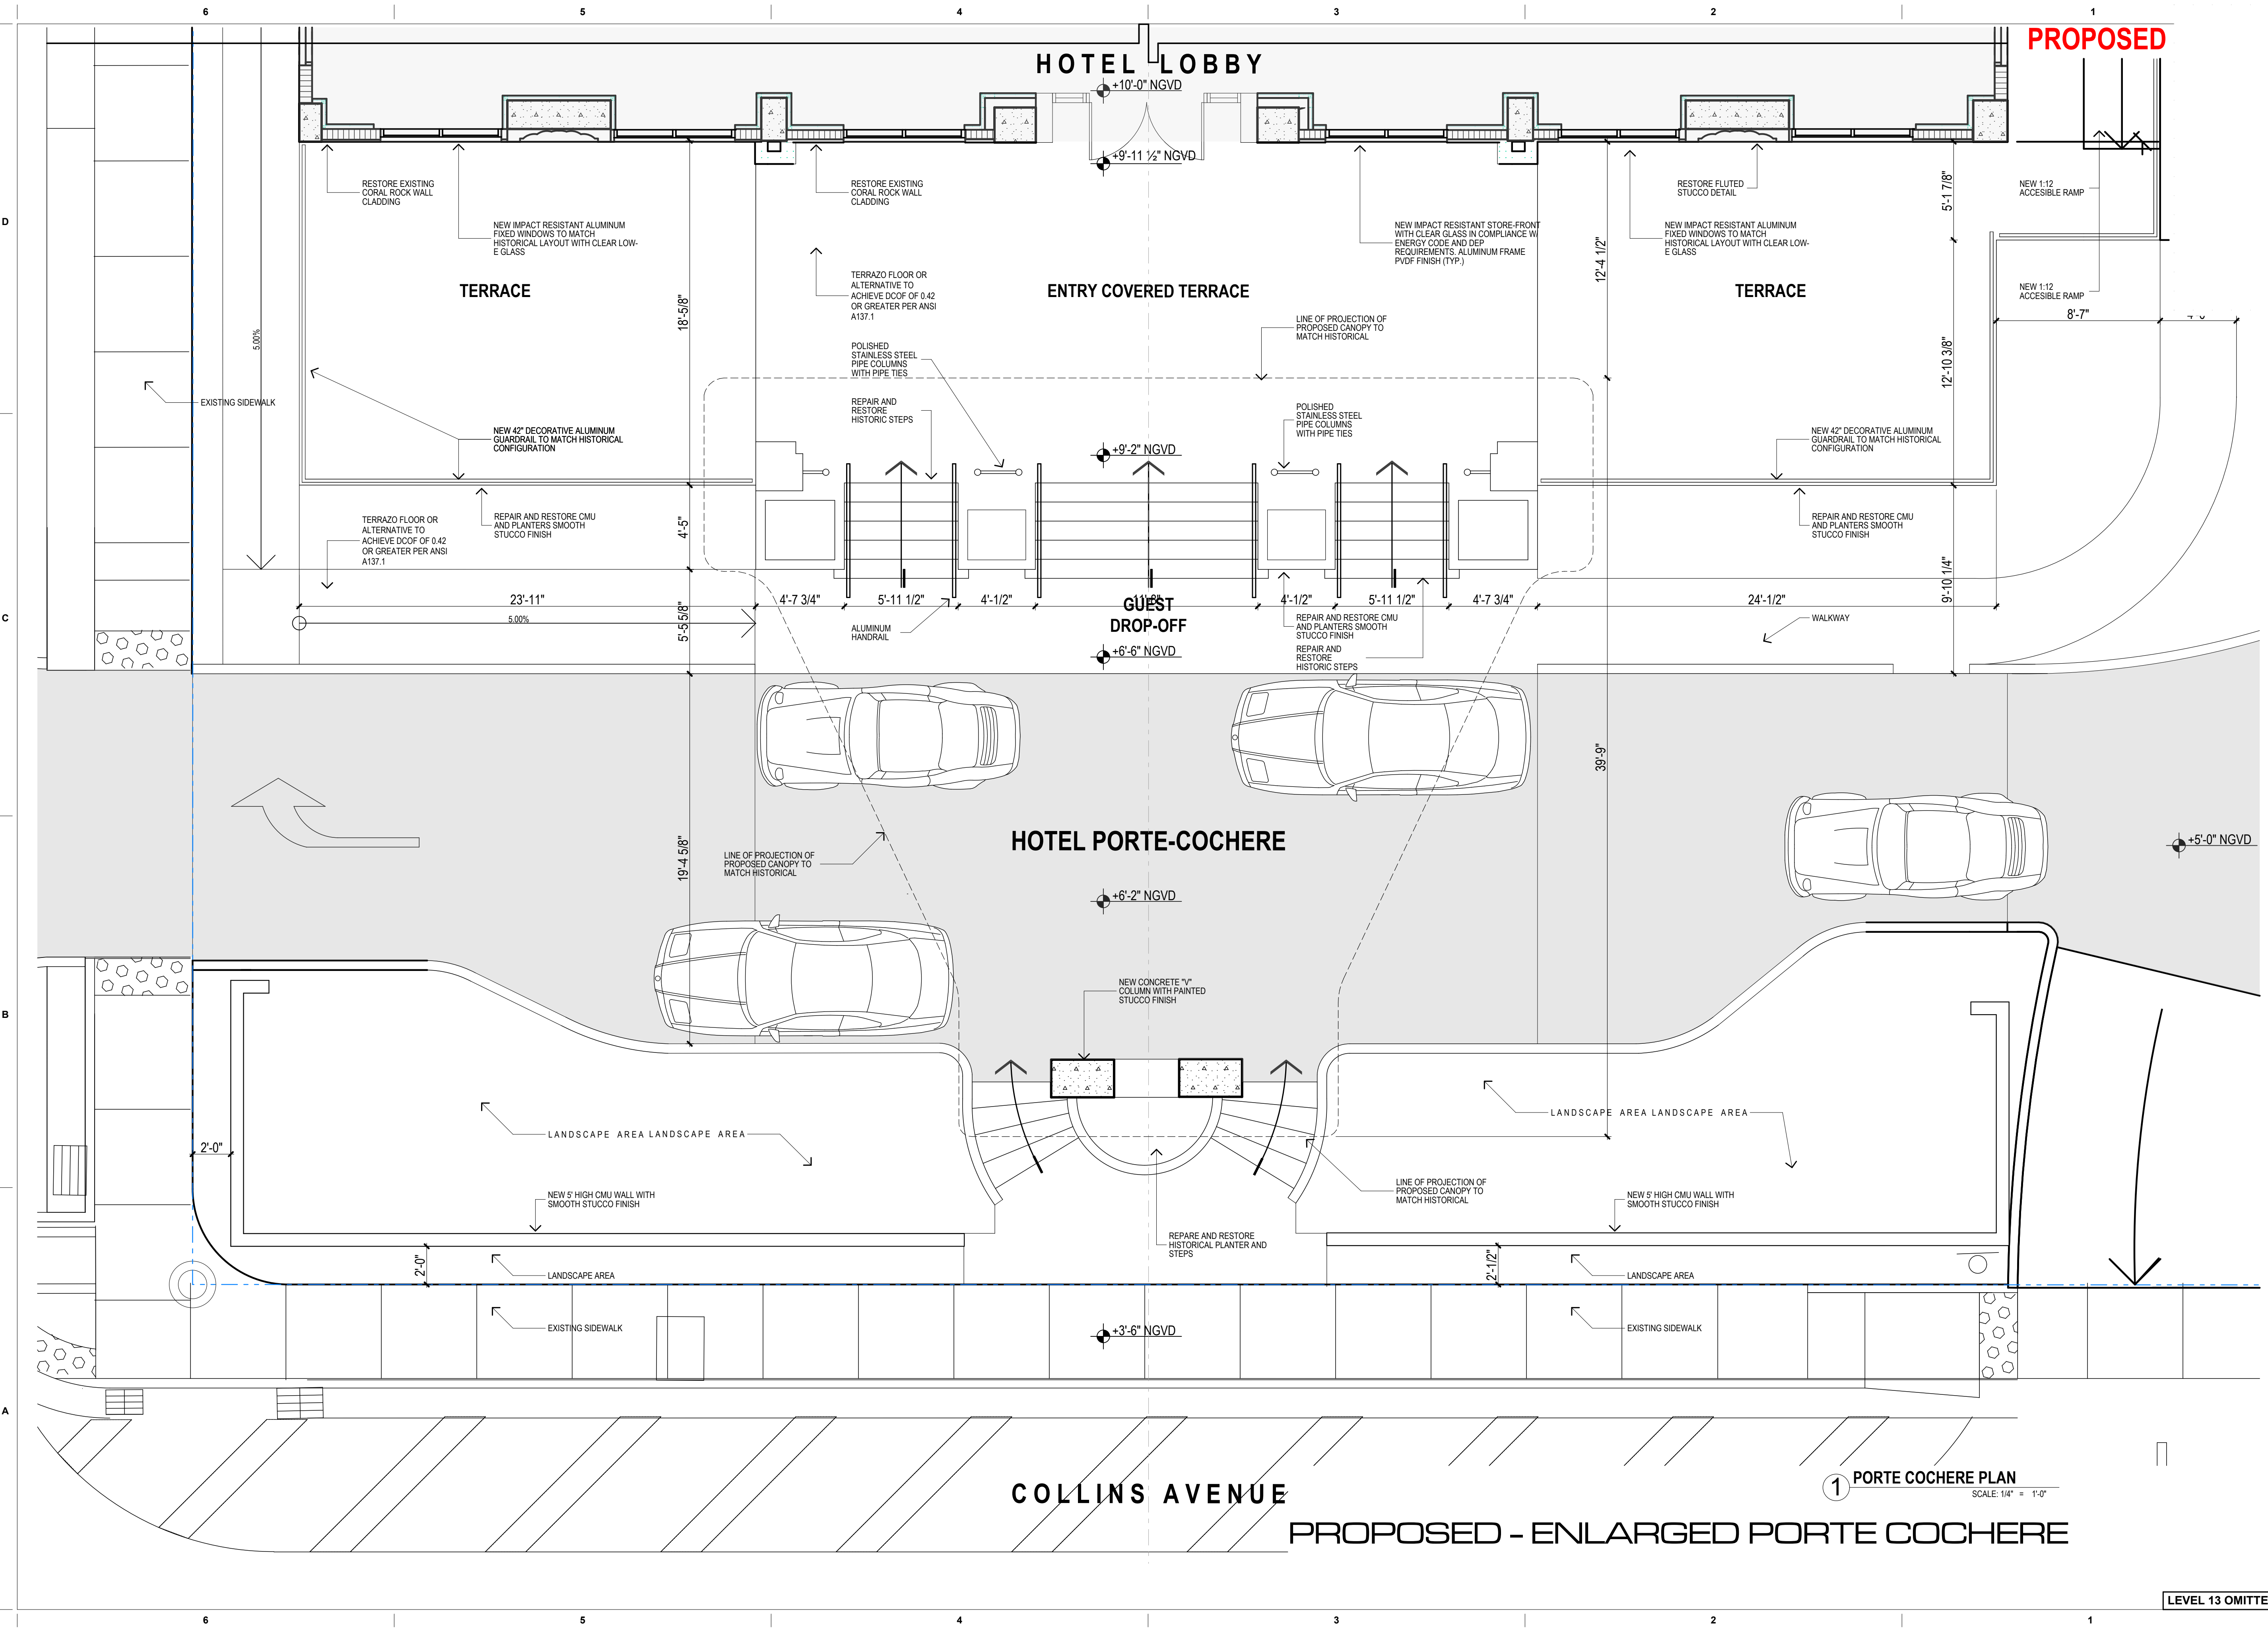 6 5 4 3 2 1
PROPOSED
HOTEL LOBBY
+10'-0" NGVD
+9'-11 ½" NGVD
RESTORE EXISTING
CORAL ROCK WALL
CLADDING
RESTORE EXISTING
CORAL ROCK WALL
CLADDING
RESTORE FLUTED
STUCCO DETAIL
NEW 1:12
ACCESIBLE RAMP
5'-1 7/8"
D
NEW IMPACT RESISTANT ALUMINUM
FIXED WINDOWS TO MATCH
HISTORICAL LAYOUT WITH CLEAR LOW-
E GLASS
NEW IMPACT RESISTANT STORE-FRONT
WITH CLEAR GLASS IN COMPLIANCE W/
ENERGY CODE AND DEP
REQUIREMENTS. ALUMINUM FRAME
PVDF FINISH (TYP.)
NEW IMPACT RESISTANT ALUMINUM
FIXED WINDOWS TO MATCH
HISTORICAL LAYOUT WITH CLEAR LOW-
E GLASS
12'-4 1/2"
TERRACE
TERRAZO FLOOR OR
ALTERNATIVE TO
ACHIEVE DCOF OF 0.42
OR GREATER PER ANSI
A137.1
ENTRY COVERED TERRACE
TERRACE
NEW 1:12
ACCESIBLE RAMP
8'-7"
18'-5/8"
5.00%
LINE OF PROJECTION OF
PROPOSED CANOPY TO
MATCH HISTORICAL
12'-10 3/8"
POLISHED
STAINLESS STEEL
PIPE COLUMNS
WITH PIPE TIES
EXISTING SIDEWALK
REPAIR AND
RESTORE
HISTORIC STEPS
POLISHED
STAINLESS STEEL
PIPE COLUMNS
WITH PIPE TIES
NEW 42" DECORATIVE ALUMINUM
GUARDRAIL TO MATCH HISTORICAL
CONFIGURATION
NEW 42" DECORATIVE ALUMINUM
GUARDRAIL TO MATCH HISTORICAL
CONFIGURATION
+9'-2" NGVD
TERRAZO FLOOR OR
ALTERNATIVE TO
ACHIEVE DCOF OF 0.42
OR GREATER PER ANSI
A137.1
REPAIR AND RESTORE CMU
AND PLANTERS SMOOTH
STUCCO FINISH
4'-5"
REPAIR AND RESTORE CMU
AND PLANTERS SMOOTH
STUCCO FINISH
9'-10 1/4"
C
23'-11" 4'-7 3/4" 5'-11 1/2" 4'-1/2" 4'-1/2" 5'-11 1/2" 4'-7 3/4" 24'-1/2"
5.00%
5'-5 5/8"
ALUMINUM
HANDRAIL
GUEST
DROP-OFF
REPAIR AND RESTORE CMU
AND PLANTERS SMOOTH
STUCCO FINISH
WALKWAY
+6'-6" NGVD
REPAIR AND
RESTORE
HISTORIC STEPS
39'-9"
HOTEL PORTE-COCHERE
+5'-0" NGVD
19'-4 5/8"
LINE OF PROJECTION OF
PROPOSED CANOPY TO
MATCH HISTORICAL
+6'-2" NGVD
NEW CONCRETE "V"
COLUMN WITH PAINTED
STUCCO FINISH
B
LANDSCAPE AREA LANDSCAPE AREA
LANDSCAPE AREA LANDSCAPE AREA
2'-0"
NEW 5' HIGH CMU WALL WITH
SMOOTH STUCCO FINISH
LINE OF PROJECTION OF
PROPOSED CANOPY TO
MATCH HISTORICAL
NEW 5' HIGH CMU WALL WITH
SMOOTH STUCCO FINISH
REPARE AND RESTORE
HISTORICAL PLANTER AND
STEPS
2'-0"
2'-1/2"
LANDSCAPE AREA
LANDSCAPE AREA
EXISTING SIDEWALK
+3'-6" NGVD
EXISTING SIDEWALK
A
COLLINS AVENUE
1 PORTE COCHERE PLAN
SCALE: 1/4" = 1'-0"
PROPOSED - ENLARGED PORTE COCHERE
LEVEL 13 OMITTE
6 5 4 3 2 1